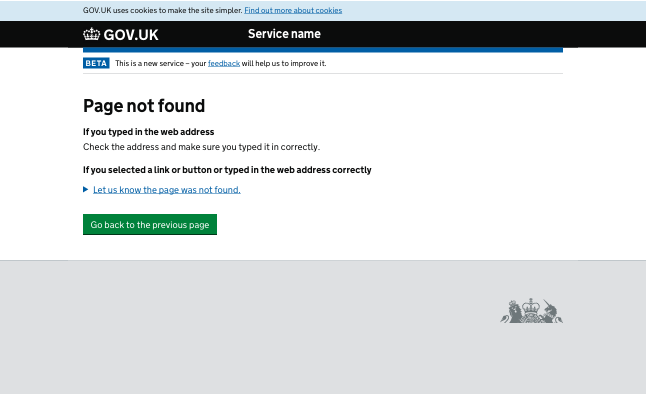 GOV.UK uses cookies to make the site simpler. Find out more about cookies
GOV.UK Service name
BETA This is a new service – your feedback will help us to improve it.
Page not found
If you typed in the web address
Check the address and make sure you typed it in correctly.
If you selected a link or button or typed in the web address correctly
Let us know the page was not found.
Go back to the previous page